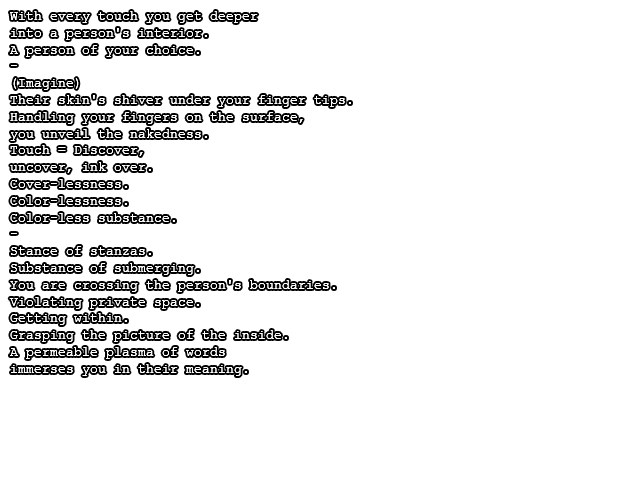 With every touch you get deeper
into a person's interior.
A person of your choice.
-
(Imagine)
Their skin's shiver under your finger tips.
Handling your fingers on the surface,
you unveil the nakedness.
Touch = Discover,
uncover, ink over.
Cover-lessness.
Color-lessness.
Color-less substance.
-
Stance of stanzas.
Substance of submerging.
You are crossing the person's boundaries.
Violating private space.
Getting within.
Grasping the picture of the inside.
A permeable plasma of words
immerses you in their meaning.